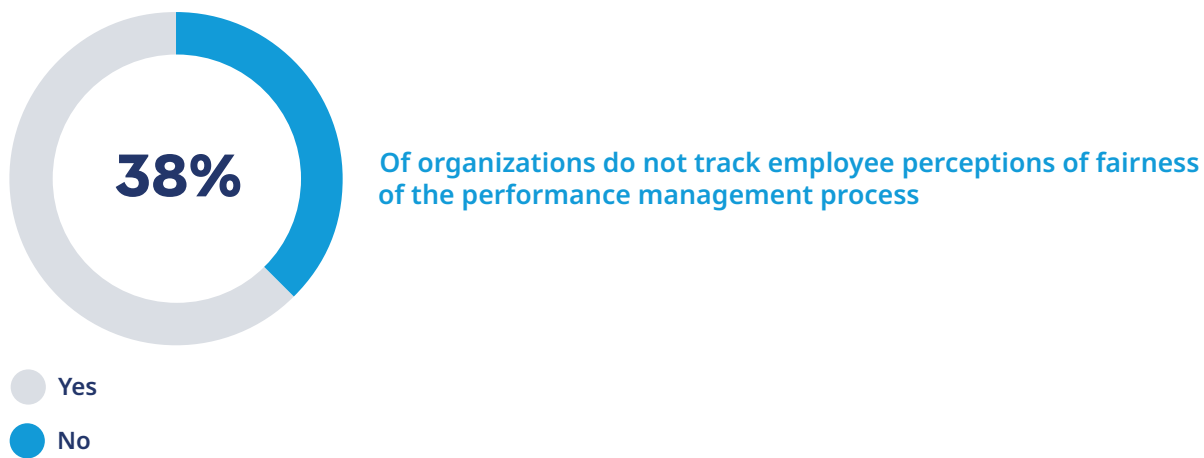 38%
Of organizations do not track employee perceptions of fairness
of the performance management process
Yes
No